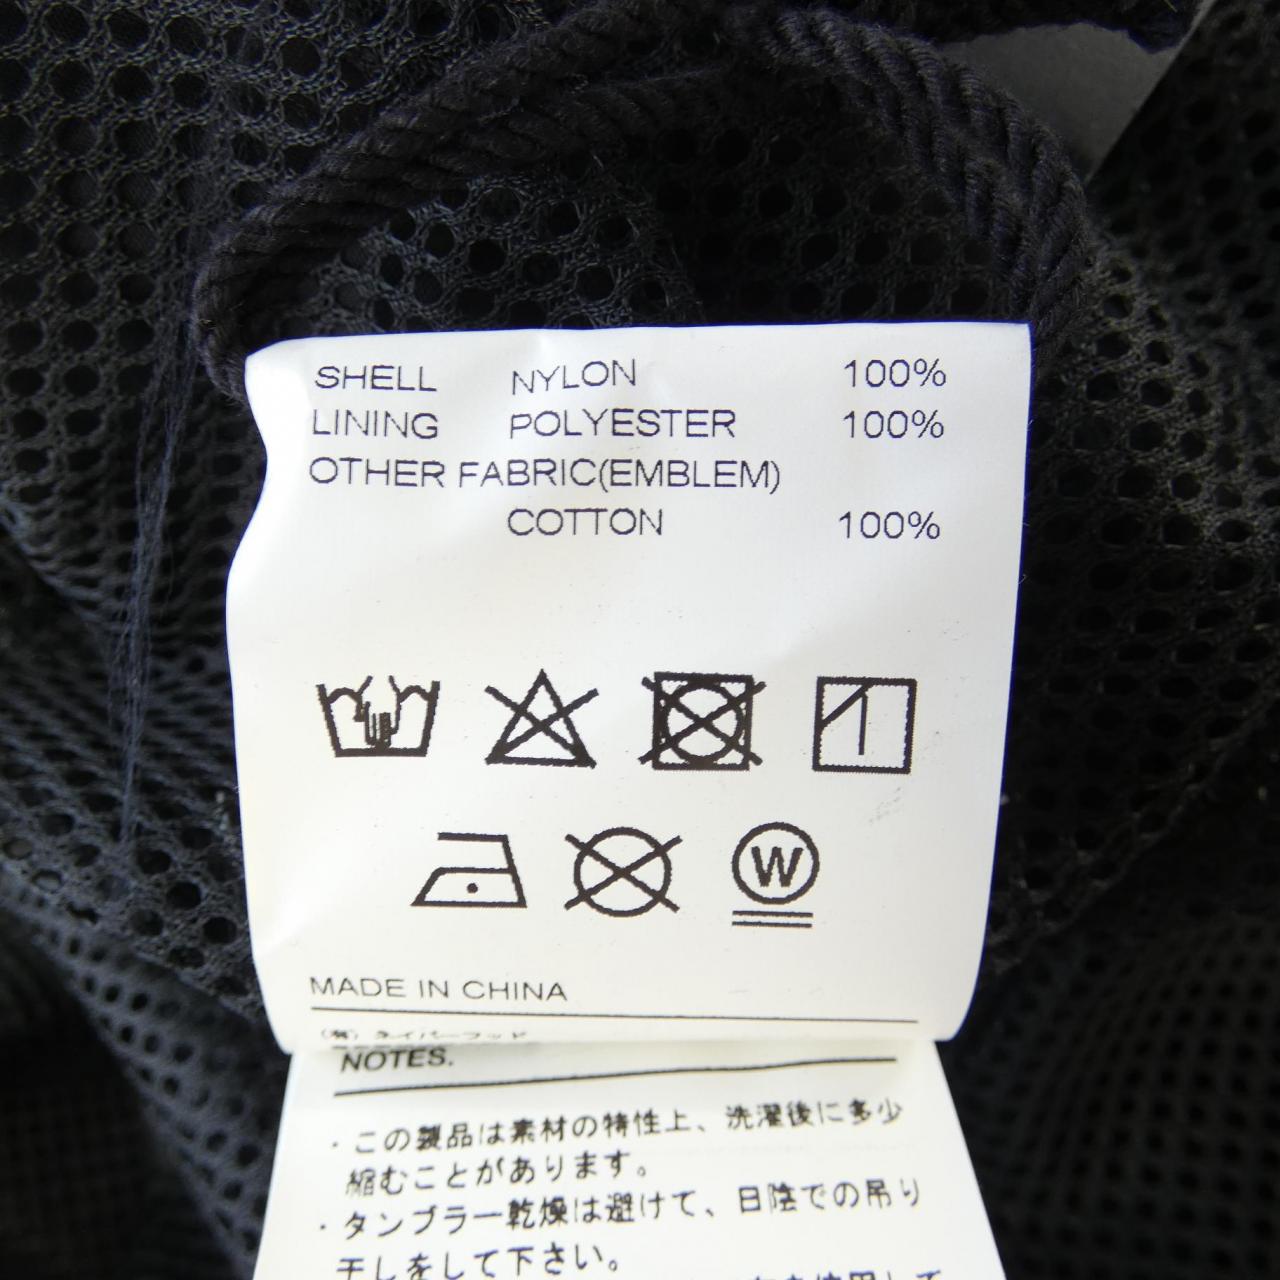 SHELL NYLON 100%
LINING POLYESTER 100%
OTHER FABRIC(EMBLEM)
COTTON 100%
W
MADE IN CHINA
NOTES.
・この製品は素材の特性上、洗濯後に多少
縮むことがあります。
・タンブラー乾燥は避けて、日陰での吊り
干しをして下さい。